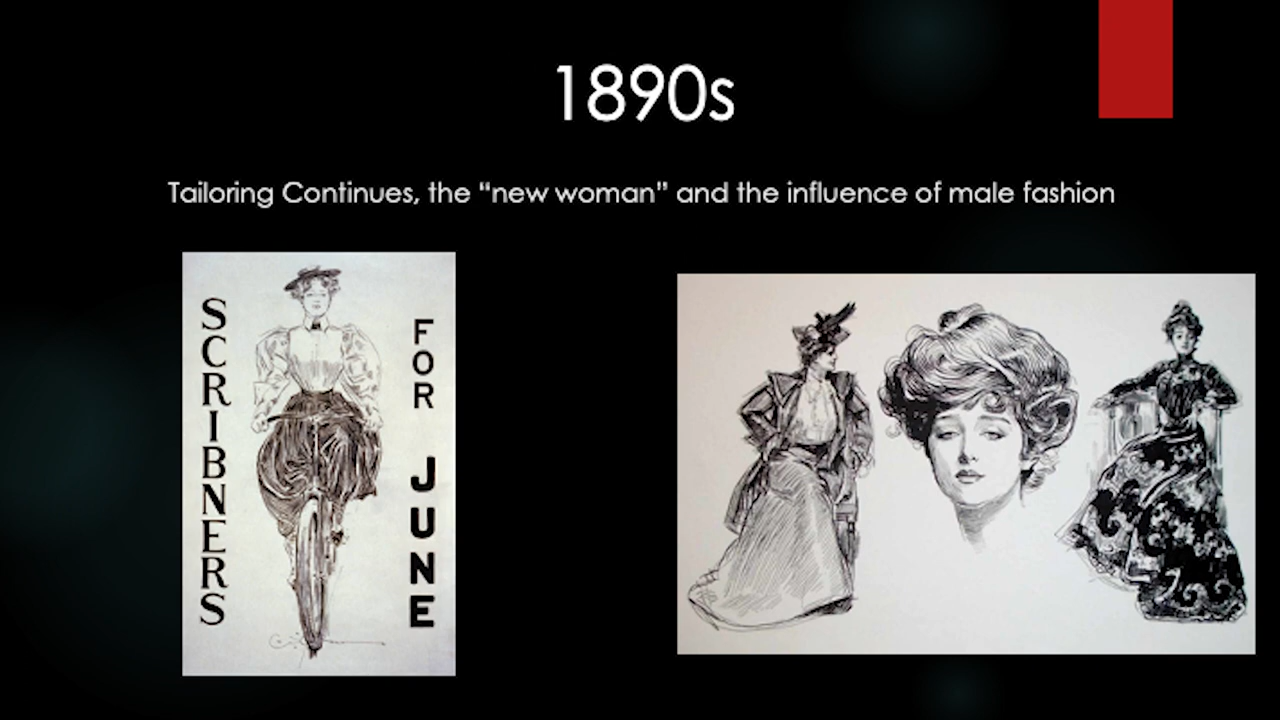 1890s
Tailoring Continues, the “new woman” and the influence of male fashion
SCRIBNERS
FOR JUNE